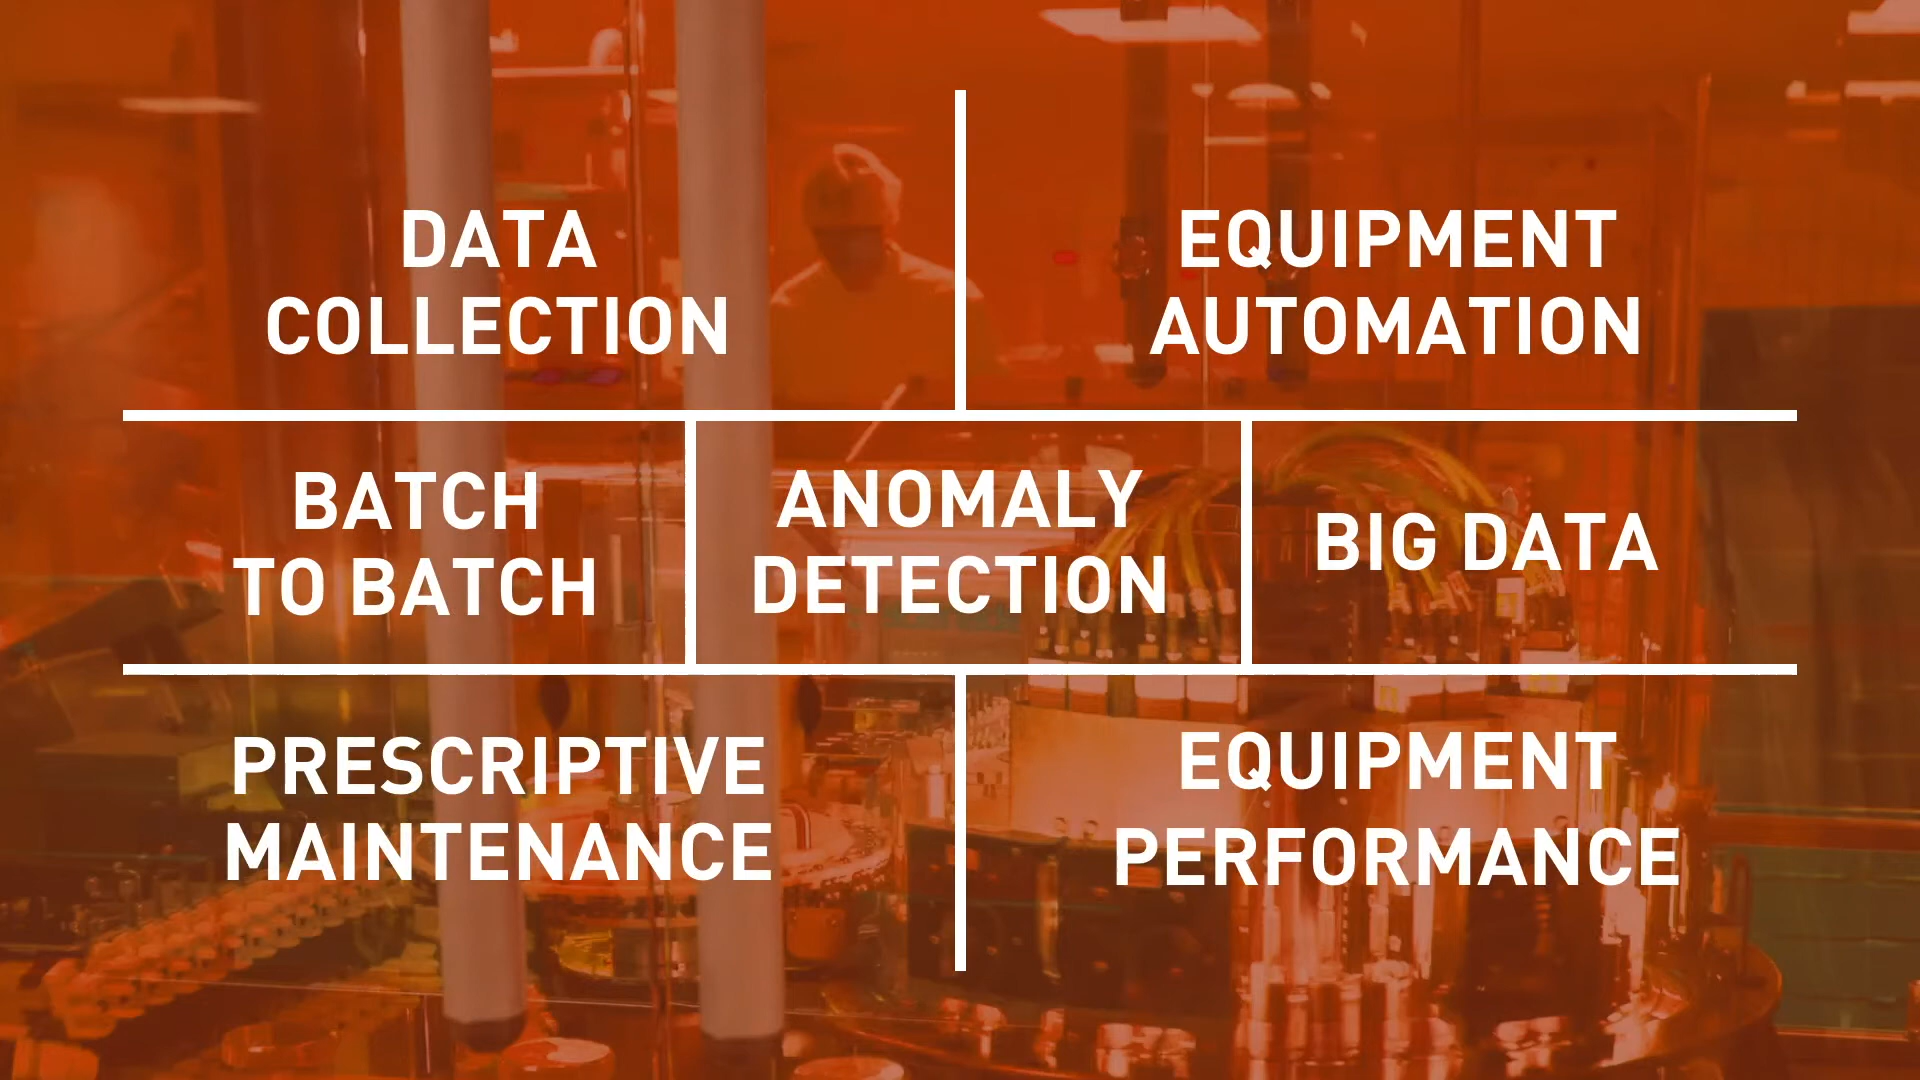 DATA
COLLECTION
EQUIPMENT
AUTOMATION
BATCH
TO BATCH
ANOMALY
DETECTION
BIG DATA
PRESCRIPTIVE
MAINTENANCE
EQUIPMENT
PERFORMANCE